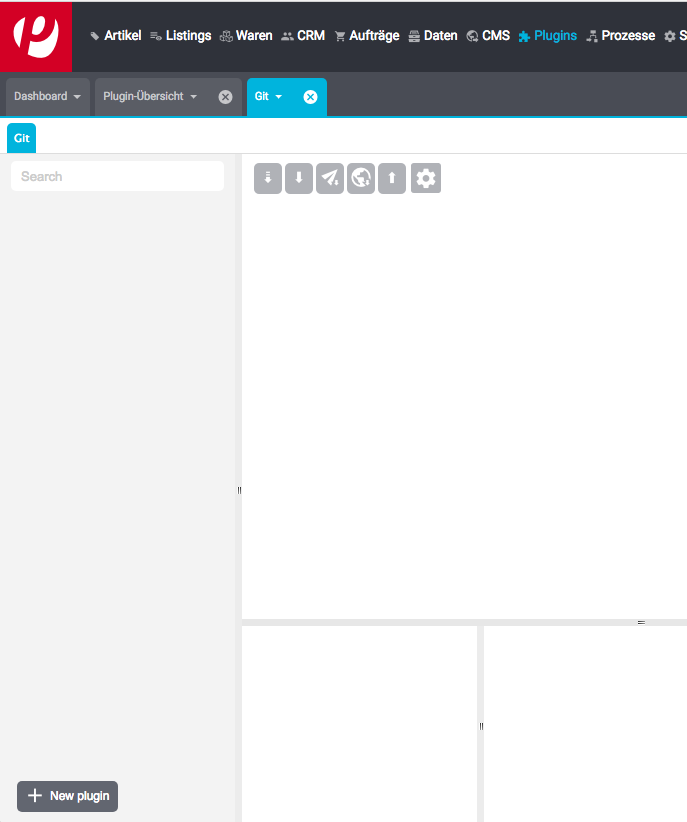 Artikel Listings Waren CRM Aufträge Daten CMS Plugins Prozesse S
Dashboard Plugin-Übersicht Git
Git
Search
New plugin